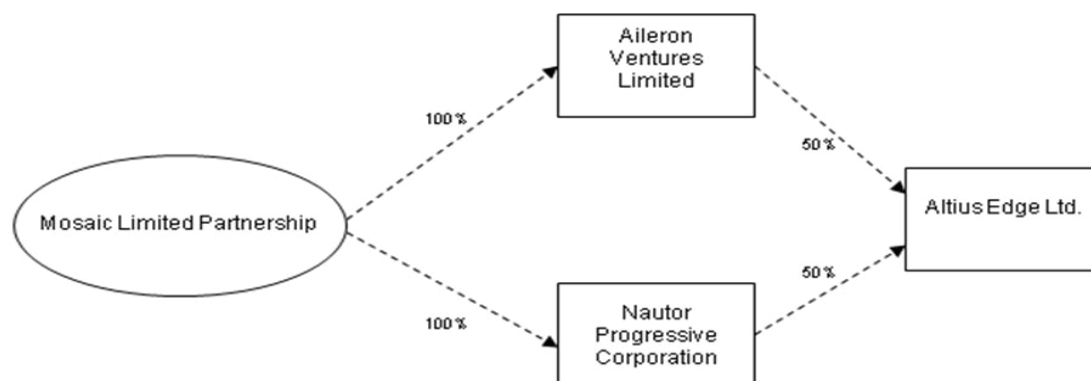 Aileron
Ventures
Limited
100%
50%
Mosaic Limited Partnership
Altius Edge Ltd.
50%
100%
Nautor
Progressive
Corporation